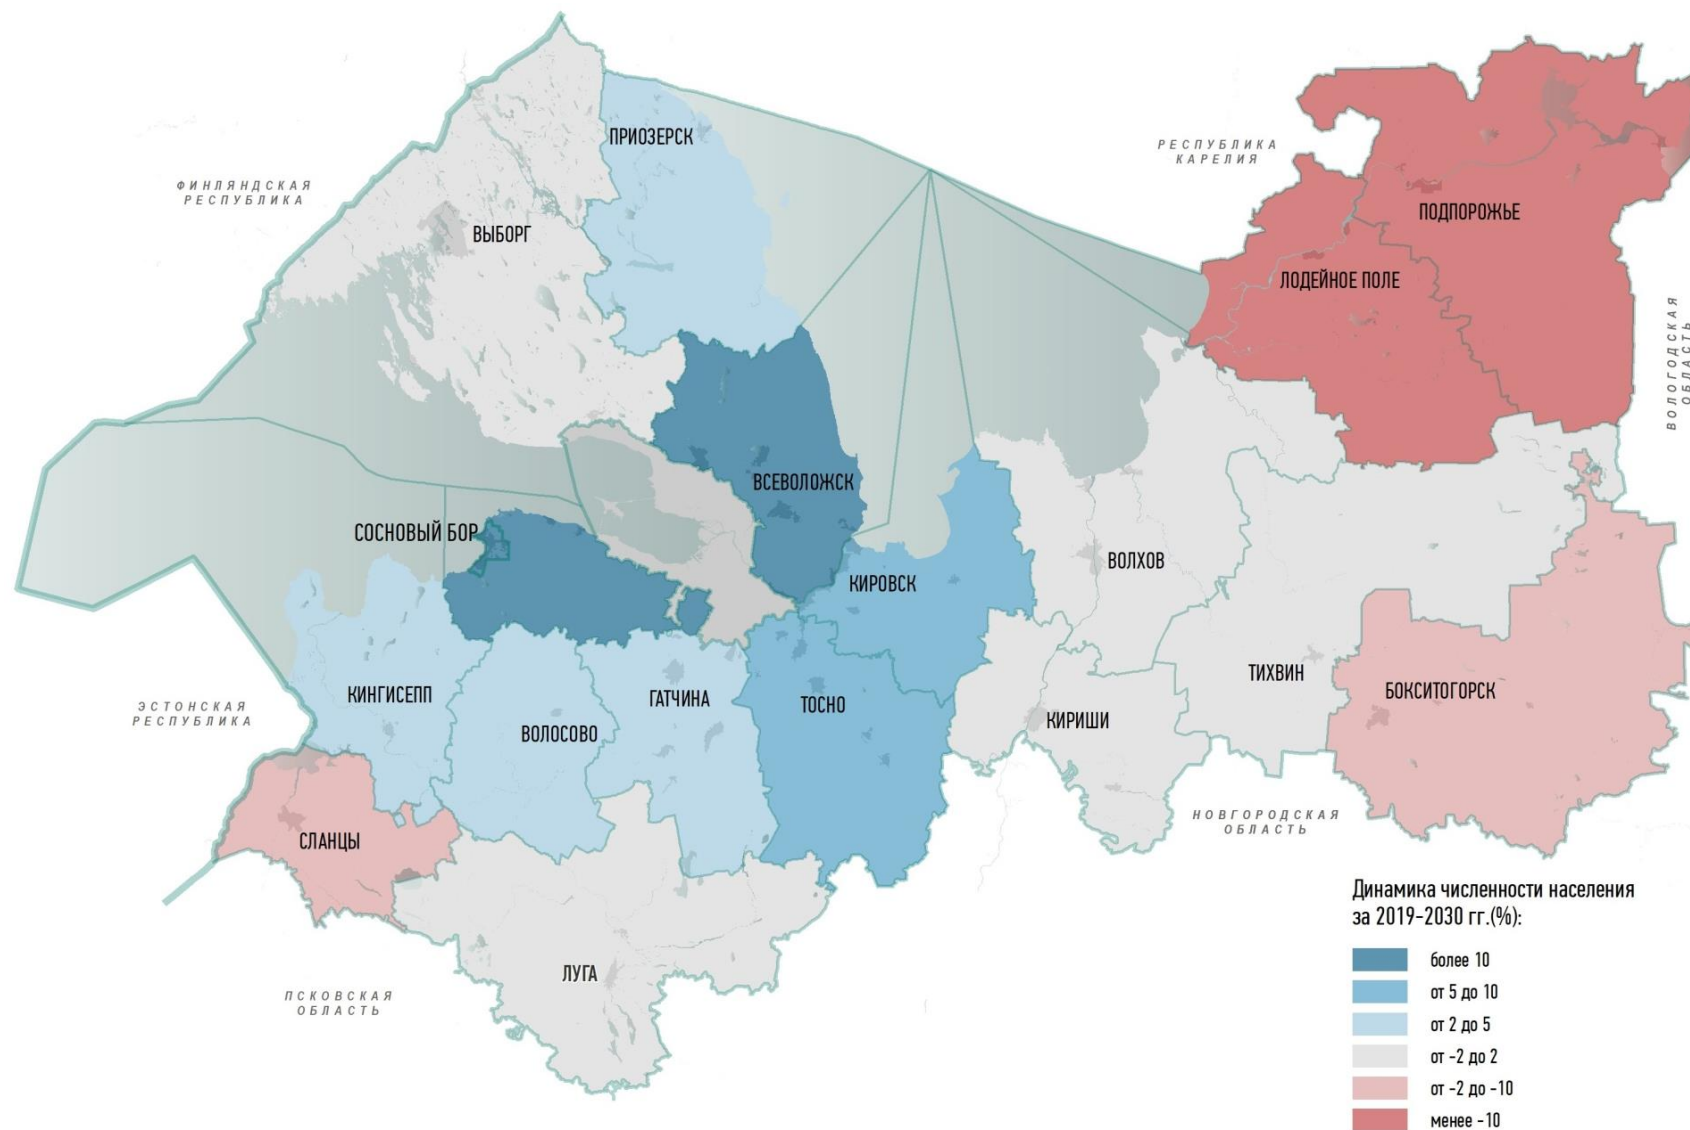 ПРИОЗЕРСК
РЕСПУБЛИКА
КАРЕЛИЯ
ФИНЛЯНДСКАЯ
РЕСПУБЛИКА
ВЫБОРГ
ПОДПОРОЖЬЕ
ЛОДЕЙНОЕ ПОЛЕ
ВОЛОГОДСКАЯ
ОБЛАСТЬ
ВСЕВОЛОЖСК
СОСНОВЫЙ БОР
КИРОВСК
ВОЛХОВ
ЭСТОНСКАЯ
РЕСПУБЛИКА
КИНГИСЕПП
ВОЛОСОВО
ГАТЧИНА
ТОСНО
КИРИШИ
ТИХВИН
БОКСИТОГОРСК
СЛАНЦЫ
НОВГОРОДСКАЯ
ОБЛАСТЬ
ЛУГА
ПСКОВСКАЯ
ОБЛАСТЬ
Динамика численности населения
за 2019-2030 гг.(%):
более 10
от 5 до 10
от 2 до 5
от -2 до 2
от -2 до -10
менее -10